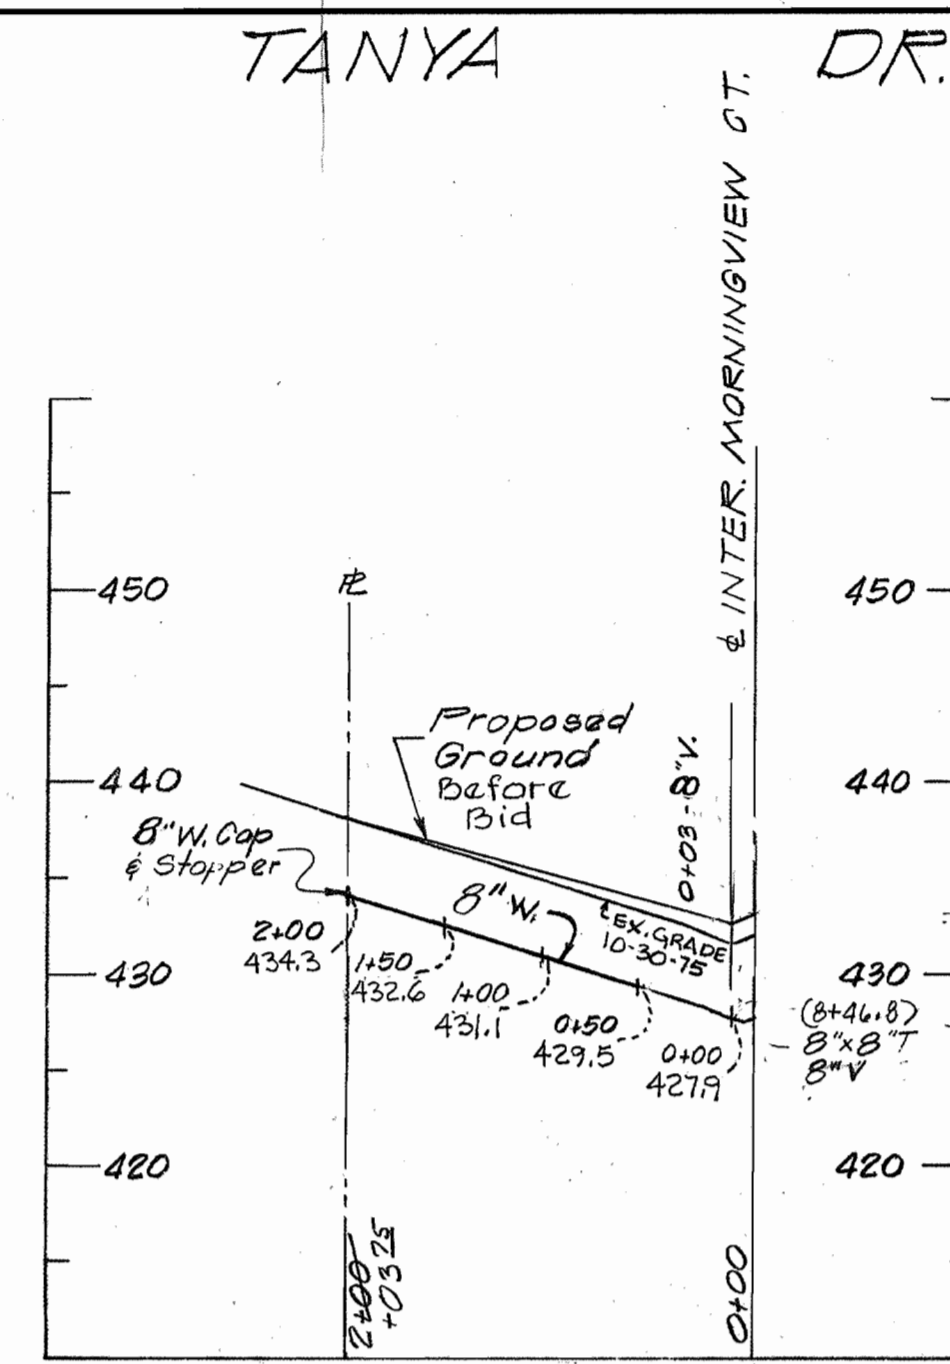 TANYA DR.
℄ INTER. MORNINGVIEW CT.
450
450
℄
Proposed
Ground
Before
Bid
0+03 - 8"V.
440
440
8" W. Cap
& Stopper
8" W.
EX. GRADE
10-30-75
2+00
434.3
1+50
432.6
1+00
431.1
0+50
429.5
0+00
427.9
430
430
(8+46.8)
8"x8"T
8"V
420
420
2+00
+03.25
0+00